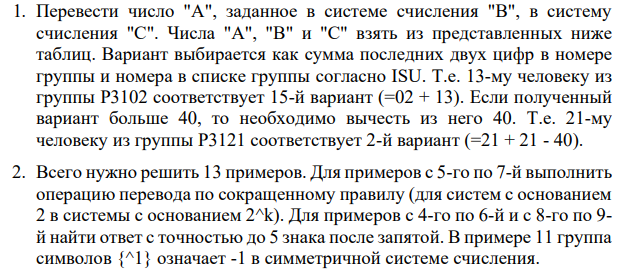 1. Перевести число "А", заданное в системе счисления "В", в систему
счисления "С". Числа "А", "В" и "С" взять из представленных ниже
таблиц. Вариант выбирается как сумма последних двух цифр в номере
группы и номера в списке группы согласно ISU. Т.е. 13-му человеку из
группы P3102 соответствует 15-й вариант (=02 + 13). Если полученный
вариант больше 40, то необходимо вычесть из него 40. Т.е. 21-му
человеку из группы P3121 соответствует 2-й вариант (=21 + 21 - 40).
2. Всего нужно решить 13 примеров. Для примеров с 5-го по 7-й выполнить
операцию перевода по сокращенному правилу (для систем с основанием
2 в системы с основанием 2^k). Для примеров с 4-го по 6-й и с 8-го по 9-
й найти ответ с точностью до 5 знака после запятой. В примере 11 группа
символов {^1} означает -1 в симметричной системе счисления.